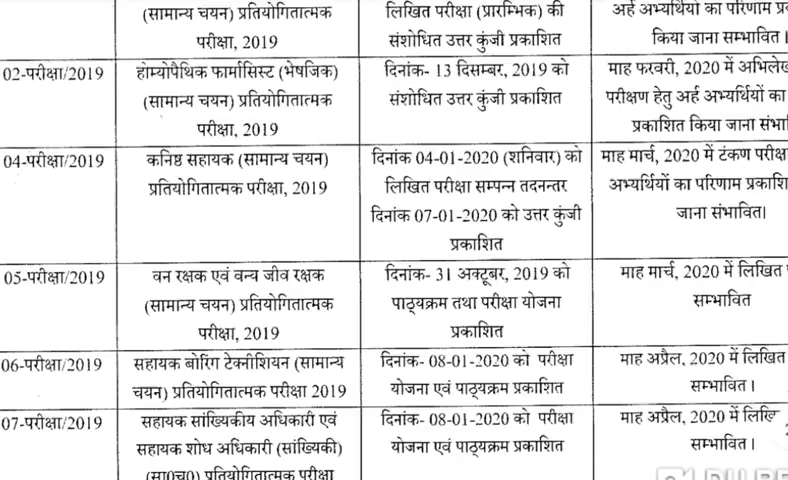 (सामान्य चयन) प्रतियोगितात्मक
परीक्षा, 2019
लिखित परीक्षा (प्रारम्भिक) की
संशोधित उत्तर कुंजी प्रकाशित
अर्ह अभ्यर्थियों का परिणाम
किया जाना सम्भावित।
02-परीक्षा/2019
होम्योपैथिक फार्मासिस्ट (भेषजिक)
(सामान्य चयन) प्रतियोगितात्मक
परीक्षा, 2019
दिनांक- 13 दिसम्बर, 2019 को
संशोधित उत्तर कुंजी प्रकाशित
माह फरवरी, 2020 में
परीक्षण हेतु अर्ह अभ्यर्थियों का
प्रकाशित किया जाना
04-परीक्षा/2019
कनिष्ठ सहायक (सामान्य चयन)
प्रतियोगितात्मक परीक्षा, 2019
दिनांक 04-01-2020 (शनिवार) को
लिखित परीक्षा सम्पन्न तदनन्तर
दिनांक 07-01-2020 को उत्तर कुंजी
प्रकाशित
माह मार्च, 2020 में टंकण
अभ्यर्थियों का परिणाम
जाना संभावित।
05-परीक्षा/2019
वन रक्षक एवं वन्य जीव रक्षक
(सामान्य चयन) प्रतियोगितात्मक
परीक्षा, 2019
दिनांक- 31 अक्टूबर, 2019 को
पाठ्यक्रम तथा परीक्षा योजना
प्रकाशित
माह मार्च, 2020 में लिखित
सम्भावित
06-परीक्षा/2019
सहायक बोरिंग टेक्नीशियन (सामान्य
चयन) प्रतियोगितात्मक परीक्षा 2019
दिनांक- 08-01-2020 को परीक्षा
योजना एवं पाठ्यक्रम प्रकाशित
माह अप्रैल, 2020 में लिखित
सम्भावित।
07-परीक्षा/2019
सहायक सांख्यिकीय अधिकारी एवं
सहायक शोध अधिकारी (सांख्यिकी)
(सा0च0) प्रतियोगितात्मक परीक्षा
दिनांक- 08-01-2020 को परीक्षा
योजना एवं पाठ्यक्रम प्रकाशित
माह अप्रैल, 2020 में
सम्भावित।